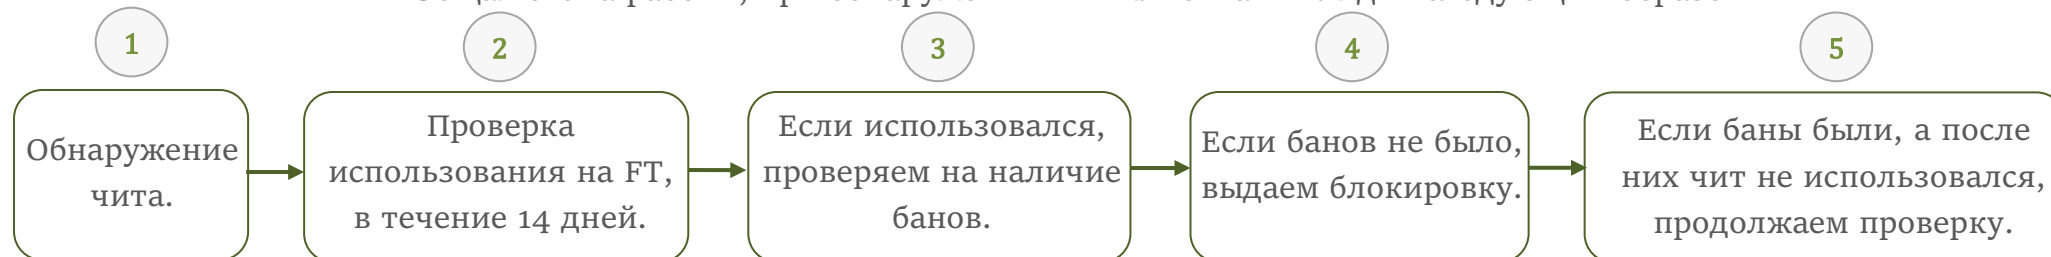 1
2
3
4
5
Обнаружение
чита.
Проверка
использования на FT,
в течение 14 дней.
Если использовался,
проверяем на наличие
банов.
Если банов не было,
выдаем блокировку.
Если баны были, а после
них чит не использовался,
продолжаем проверку.